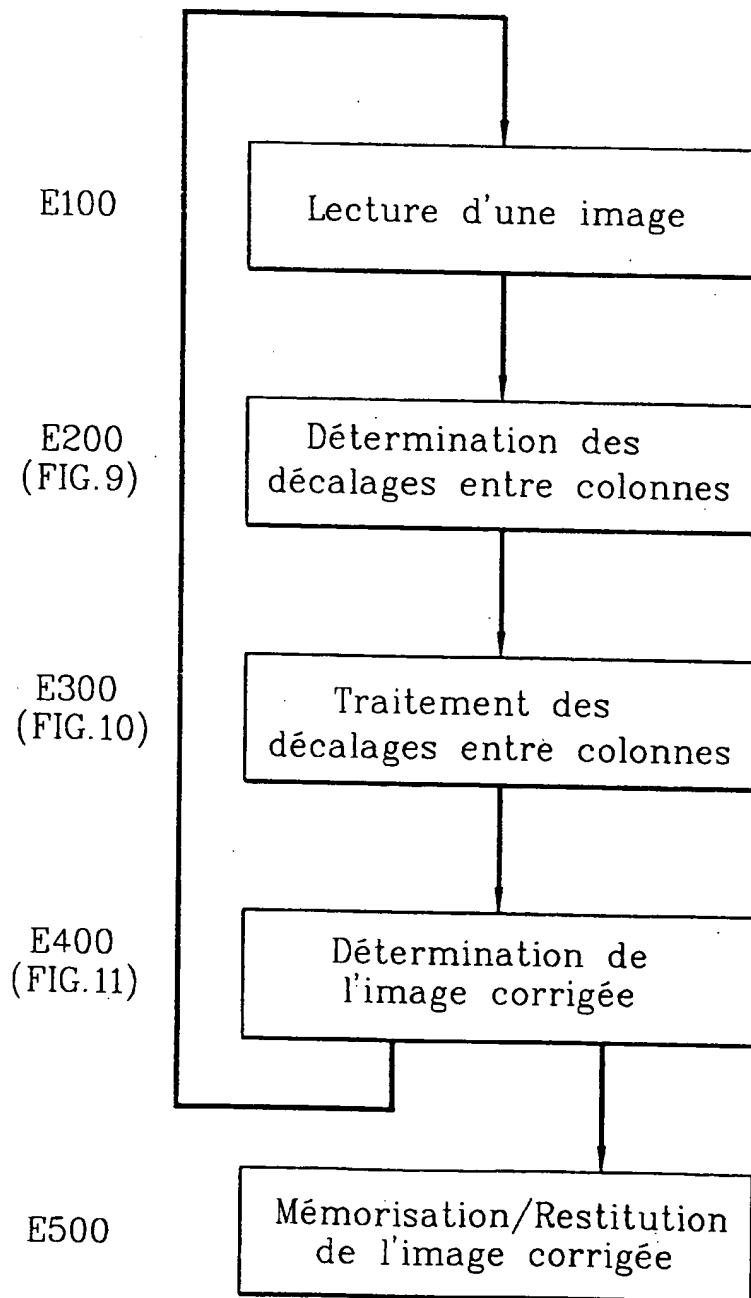 E100
Lecture d'une image
E200
(FIG.9)
Détermination des
décalages entre colonnes
E300
(FIG.10)
Traitement des
décalages entre colonnes
E400
(FIG.11)
Détermination de
l'image corrigée
E500
Mémorisation/Restitution
de l'image corrigée